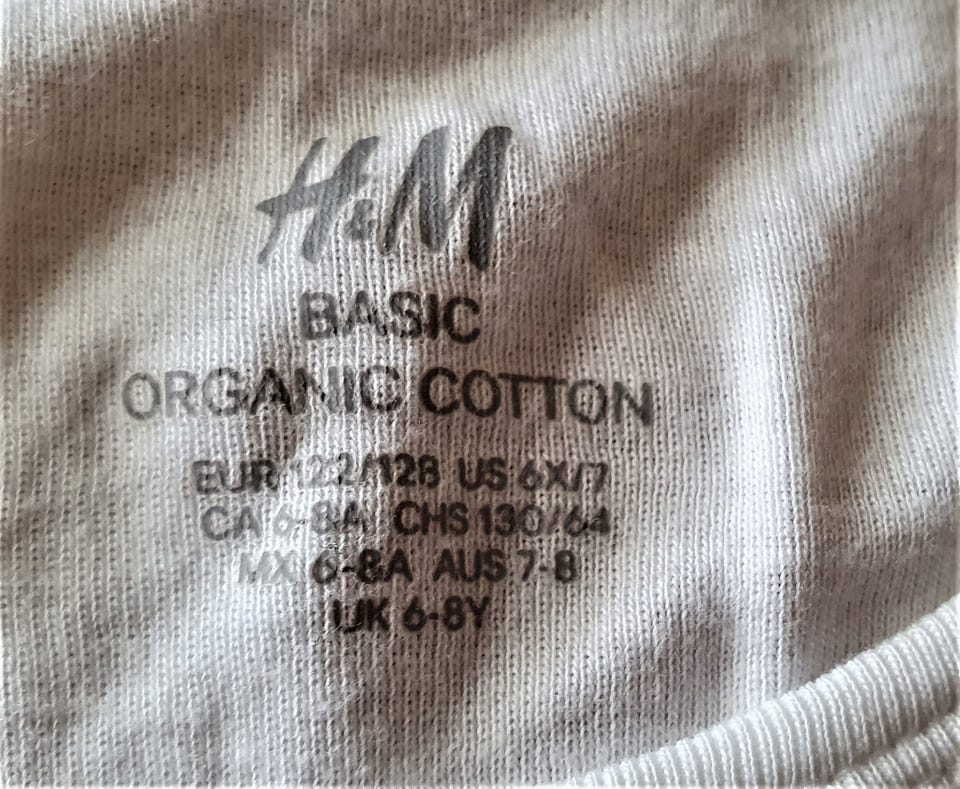 H&M
BASIC
ORGANIC COTTON
EUR 122/128 US 6X/7
CA 6-8A CHS 130/64
MX 6-8A AUS 7-8
UK 6-8Y